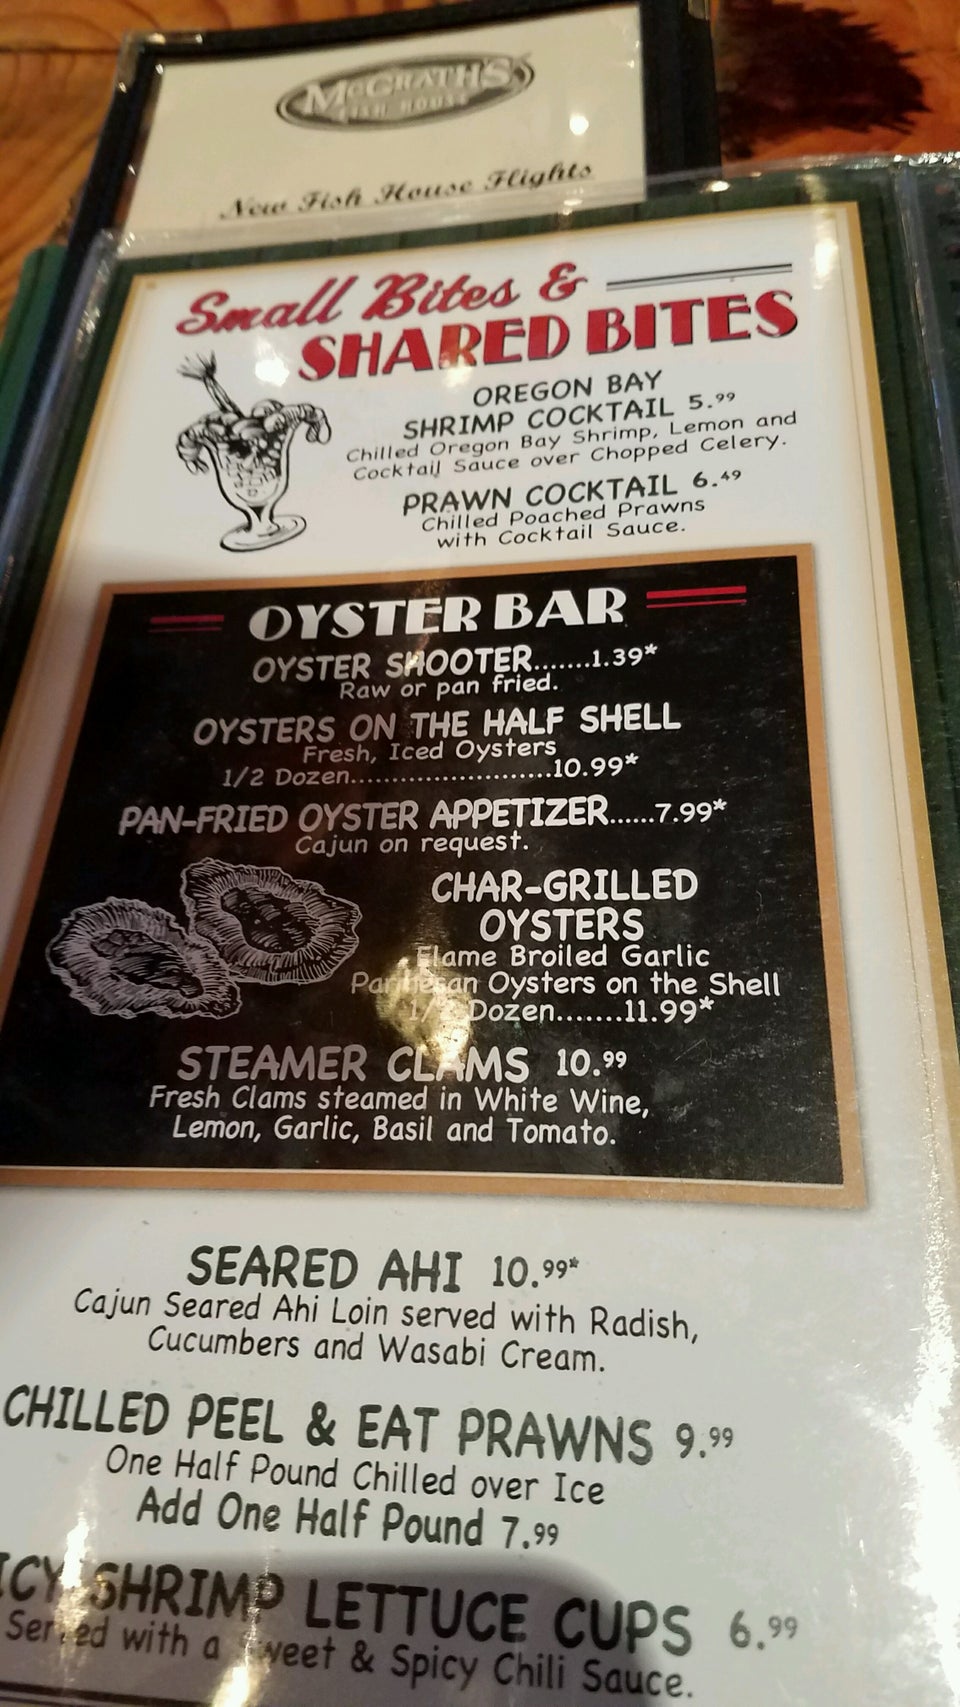 McGRATH'S
FISH HOUSE
New Fish House Flights
Small Bites &
SHARED BITES
OREGON BAY
SHRIMP COCKTAIL 5.99
Chilled Oregon Bay Shrimp, Lemon and
Cocktail Sauce over Chopped Celery.
PRAWN COCKTAIL 6.49
Chilled Poached Prawns
with Cocktail Sauce.
OYSTER BAR
OYSTER SHOOTER.......1.39*
Raw or pan fried.
OYSTERS ON THE HALF SHELL
Fresh, Iced Oysters
1/2 Dozen.........................10.99*
PAN-FRIED OYSTER APPETIZER......7.99*
Cajun on request.
CHAR-GRILLED
OYSTERS
Flame Broiled Garlic
Parmesan Oysters on the Shell
1/2 Dozen.......11.99*
STEAMER CLAMS 10.99
Fresh Clams steamed in White Wine,
Lemon, Garlic, Basil and Tomato.
SEARED AHI 10.99*
Cajun Seared Ahi Loin served with Radish,
Cucumbers and Wasabi Cream.
CHILLED PEEL & EAT PRAWNS 9.99
One Half Pound Chilled over Ice
Add One Half Pound 7.99
ICY SHRIMP LETTUCE CUPS 6.99
Served with a Sweet & Spicy Chili Sauce.